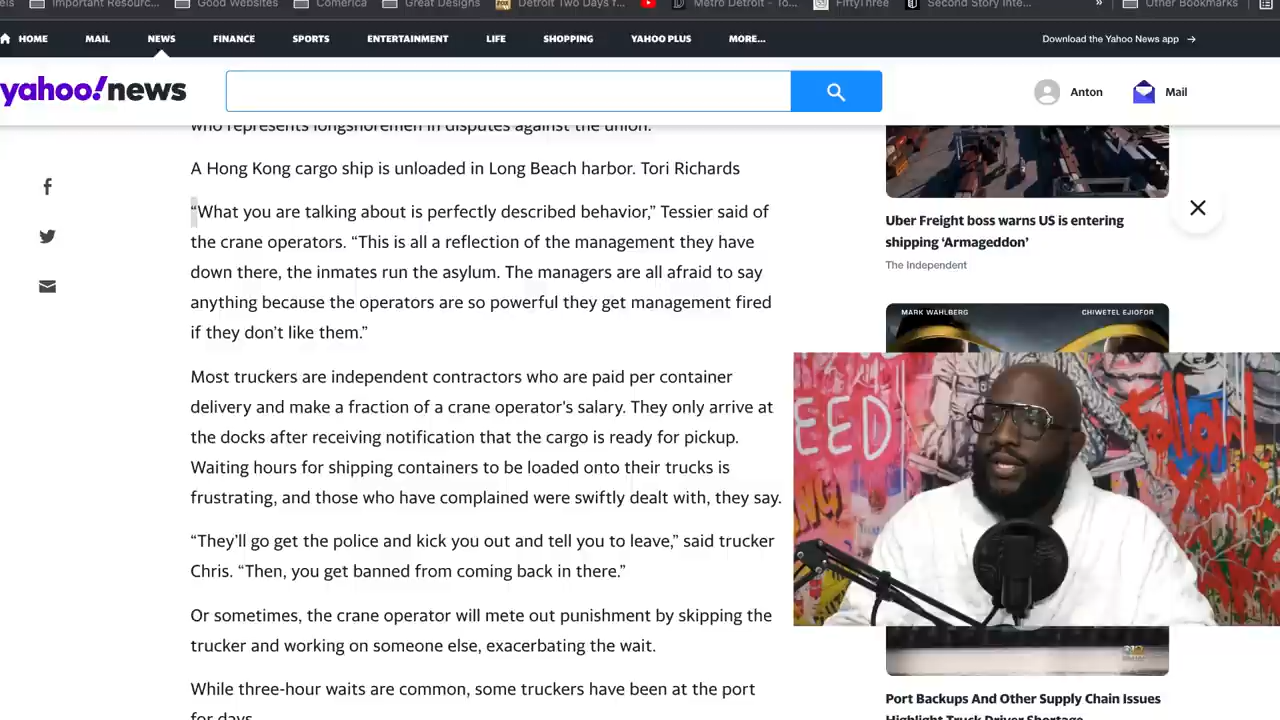 Important Resourc...
Good Websites
Comerica
Great Designs
Detroit Two Days f...
Metro Detroit - To...
FiftyThree
Second Story Inte...
»
Other Bookmarks
HOME
MAIL
NEWS
FINANCE
SPORTS
ENTERTAINMENT
LIFE
SHOPPING
YAHOO PLUS
MORE...
Download the Yahoo News app →
yahoo!news
Anton
Mail
who represents longshoremen in disputes against the union.
A Hong Kong cargo ship is unloaded in Long Beach harbor. Tori Richards
“What you are talking about is perfectly described behavior,” Tessier said of
the crane operators. “This is all a reflection of the management they have
down there, the inmates run the asylum. The managers are all afraid to say
anything because the operators are so powerful they get management fired
if they don’t like them.”
Most truckers are independent contractors who are paid per container
delivery and make a fraction of a crane operator's salary. They only arrive at
the docks after receiving notification that the cargo is ready for pickup.
Waiting hours for shipping containers to be loaded onto their trucks is
frustrating, and those who have complained were swiftly dealt with, they say.
“They’ll go get the police and kick you out and tell you to leave,” said trucker
Chris. “Then, you get banned from coming back in there.”
Or sometimes, the crane operator will mete out punishment by skipping the
trucker and working on someone else, exacerbating the wait.
While three-hour waits are common, some truckers have been at the port
for days.
Uber Freight boss warns US is entering
shipping ‘Armageddon’
The Independent
MARK WAHLBERG
CHIWETEL EJIOFOR
EED
Follow
Your
Port Backups And Other Supply Chain Issues
Highlight Truck Driver Shortage